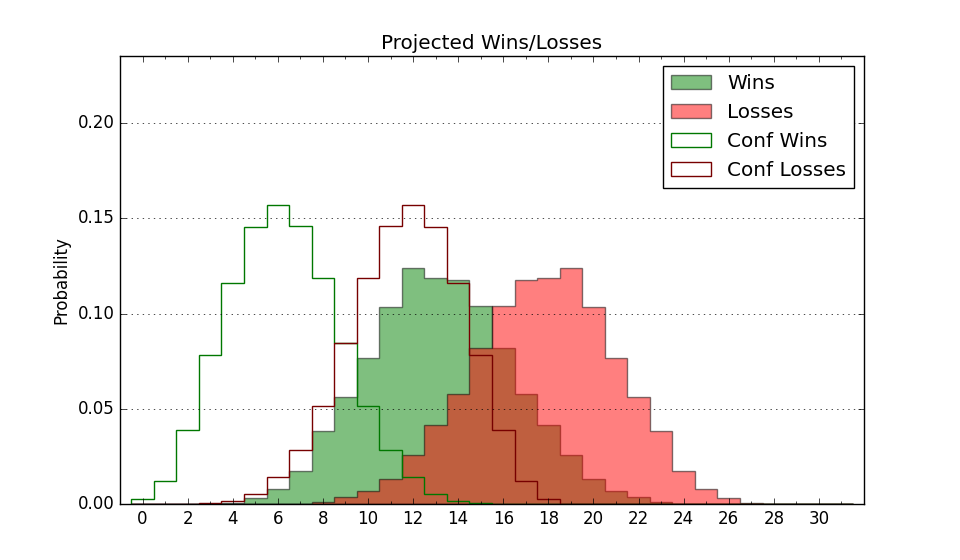 Projected Wins/Losses
Wins
Losses
Conf Wins
Conf Losses
Probability
0.20
0.15
0.10
0.05
0.00
0 2 4 6 8 10 12 14 16 18 20 22 24 26 28 30